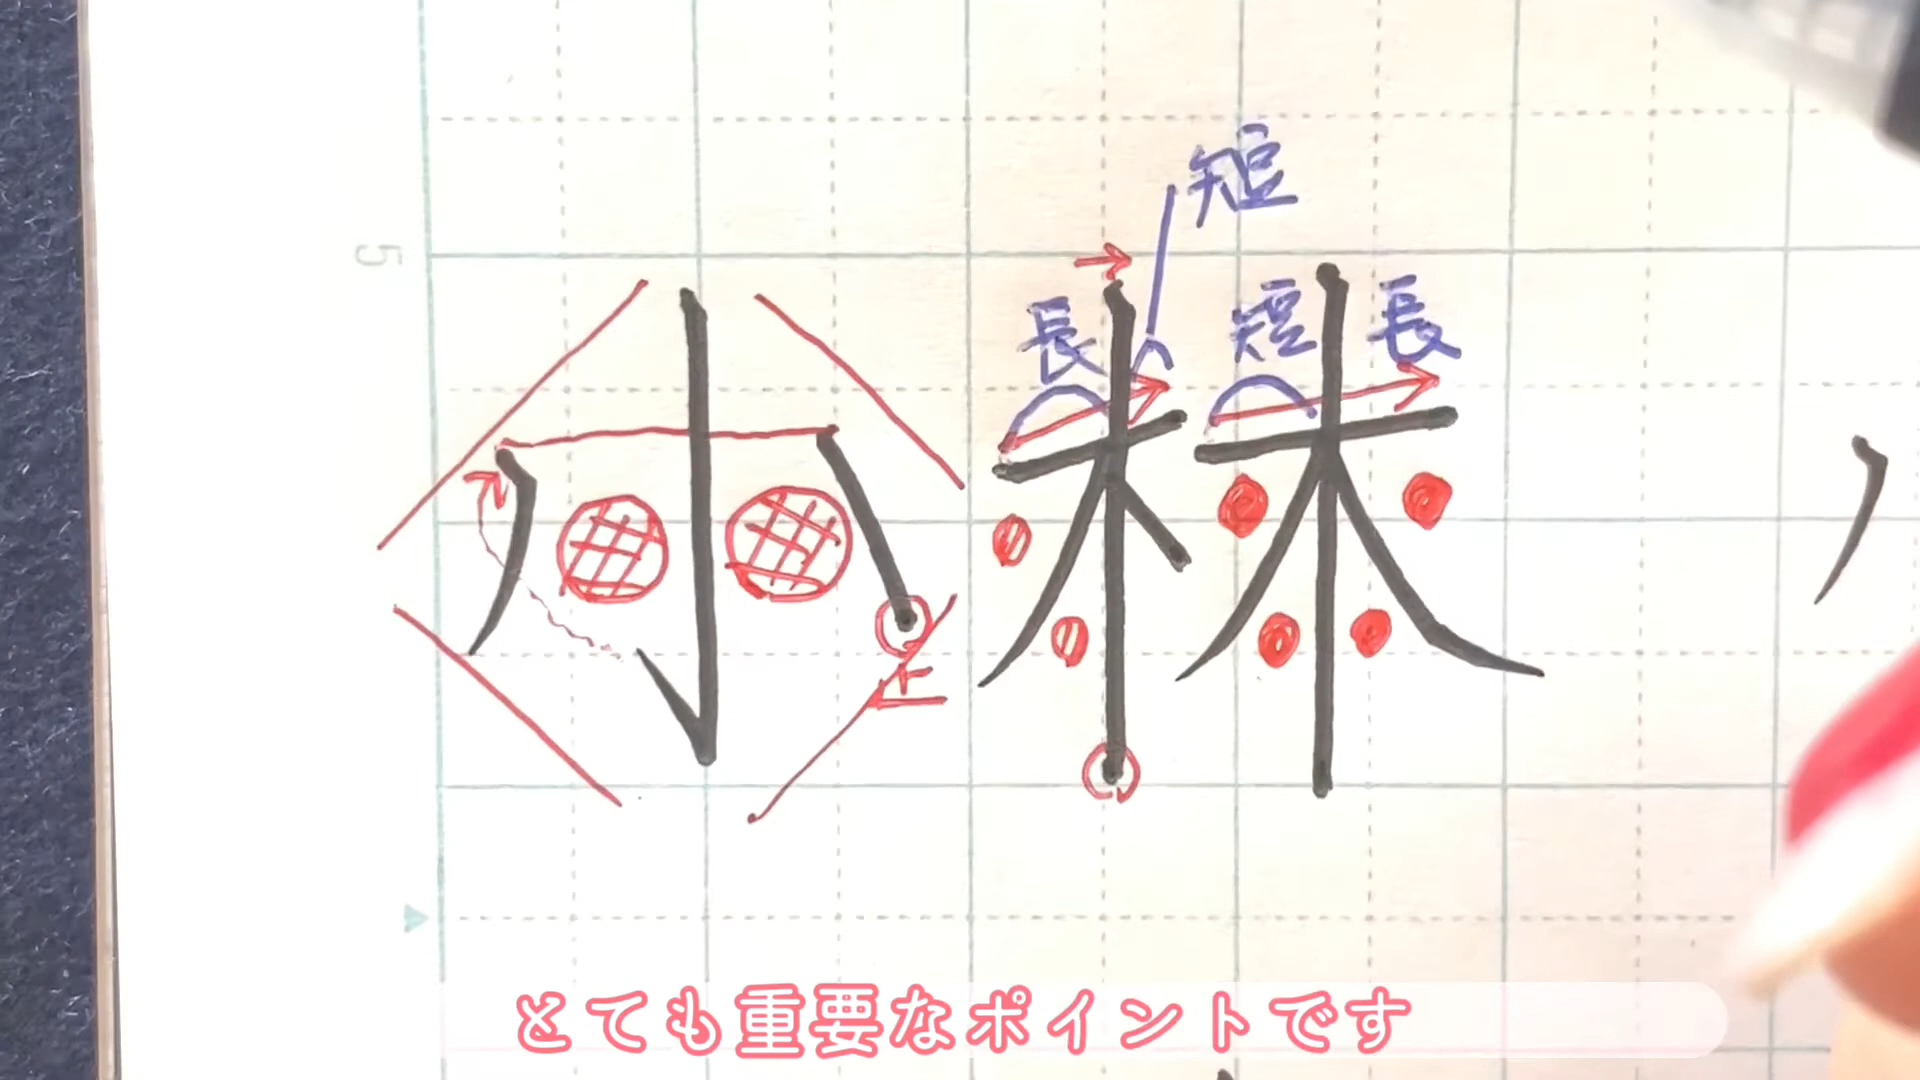 短
5
長 短 長
小林
止
とても重要なポイントです